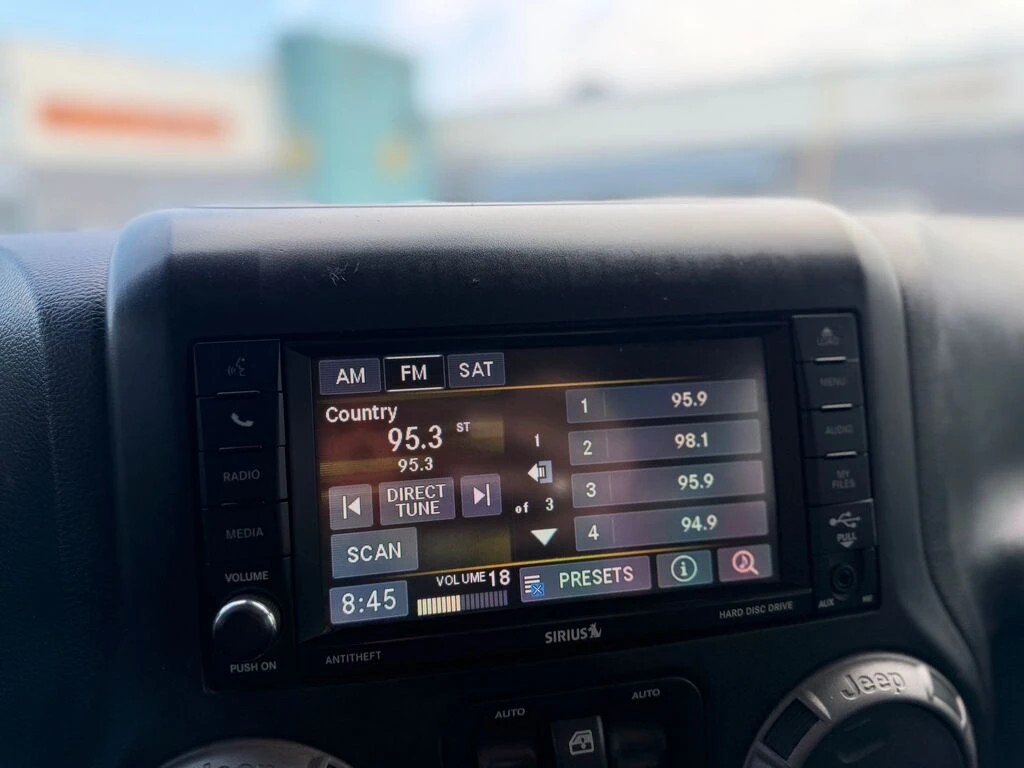 AM FM SAT
Country
95.3 ST
95.3
DIRECT
TUNE
SCAN
8:45
VOLUME 18
1
of 3
1 95.9
2 98.1
3 95.9
4 94.9
PRESETS
RADIO
MEDIA
VOLUME
PUSH ON
ANTITHEFT
SIRIUS
HARD DISC DRIVE
LOAD
MENU
AUDIO
MY
FILES
PULL
AUX
AUTO
AUTO
Jeep
Jeep